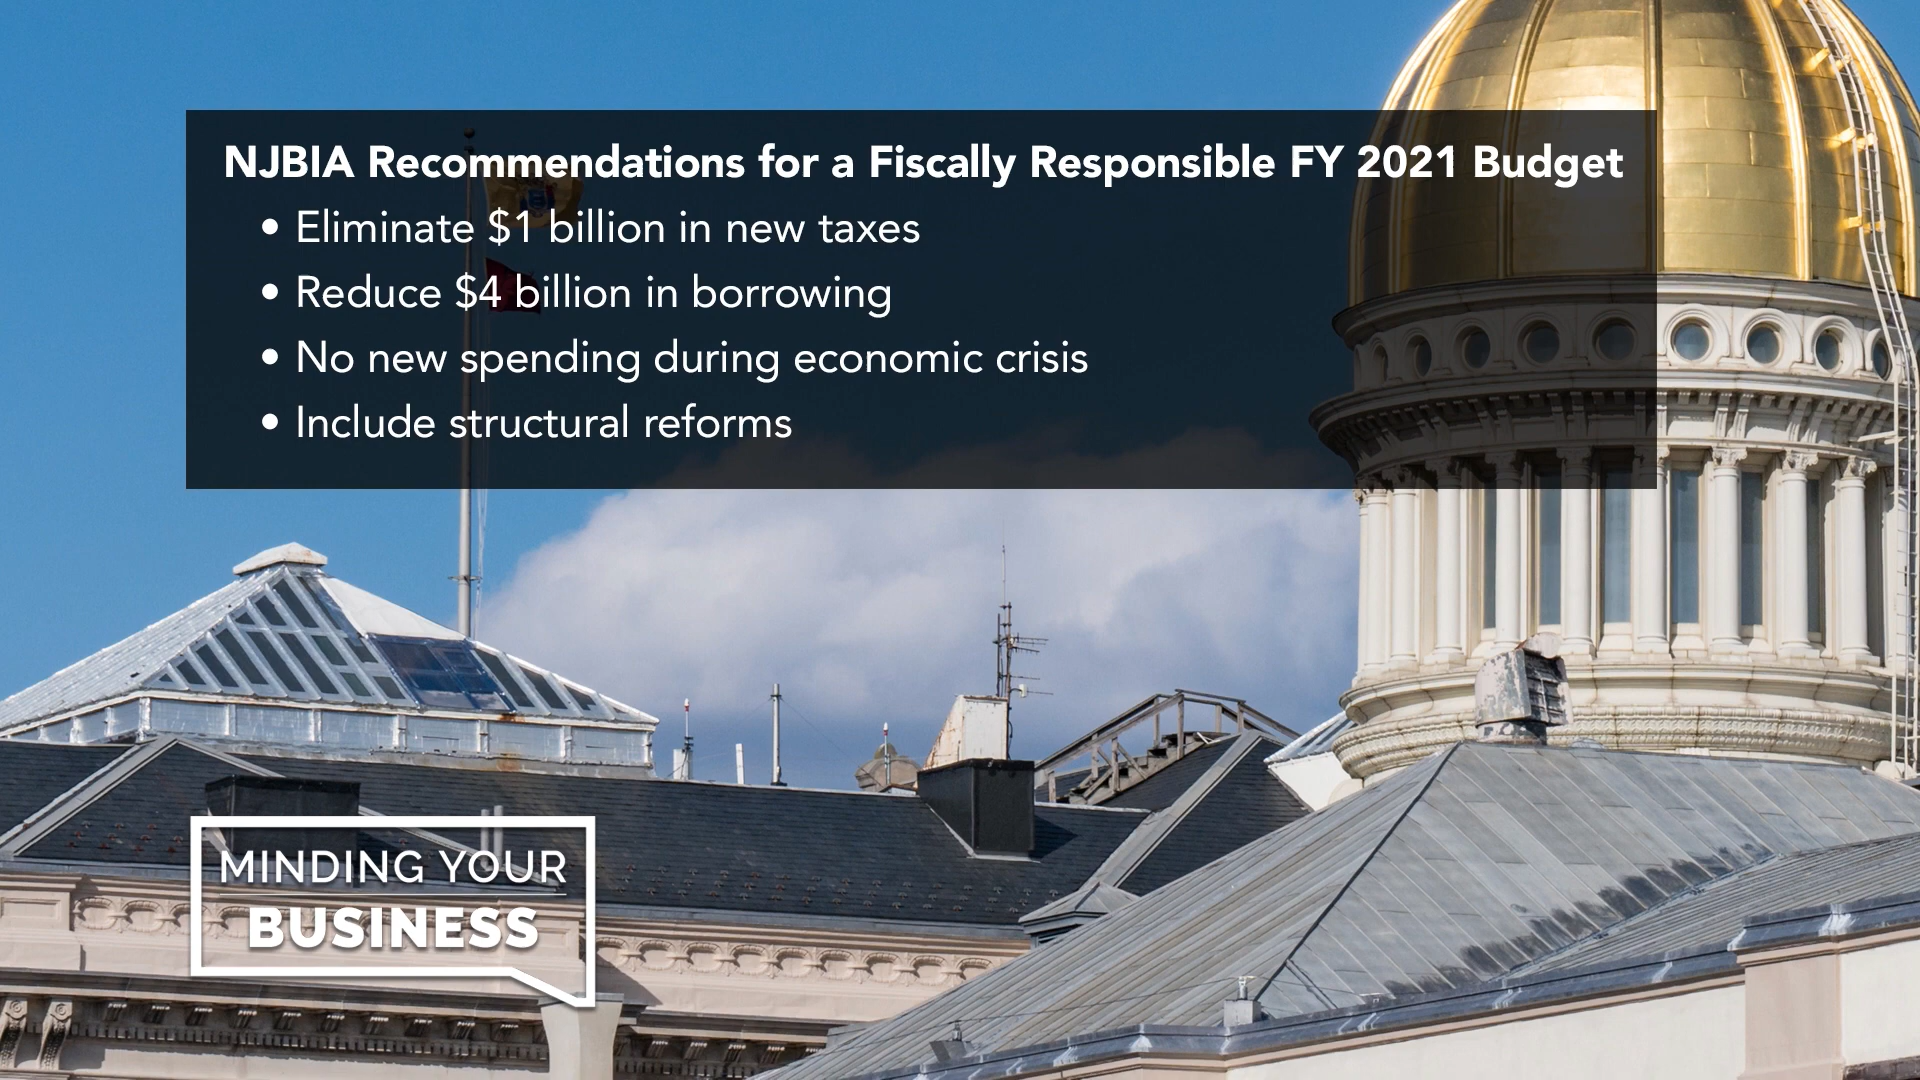 NJBIA Recommendations for a Fiscally Responsible FY 2021 Budget
• Eliminate $1 billion in new taxes
• Reduce $4 billion in borrowing
• No new spending during economic crisis
• Include structural reforms
MINDING YOUR
BUSINESS